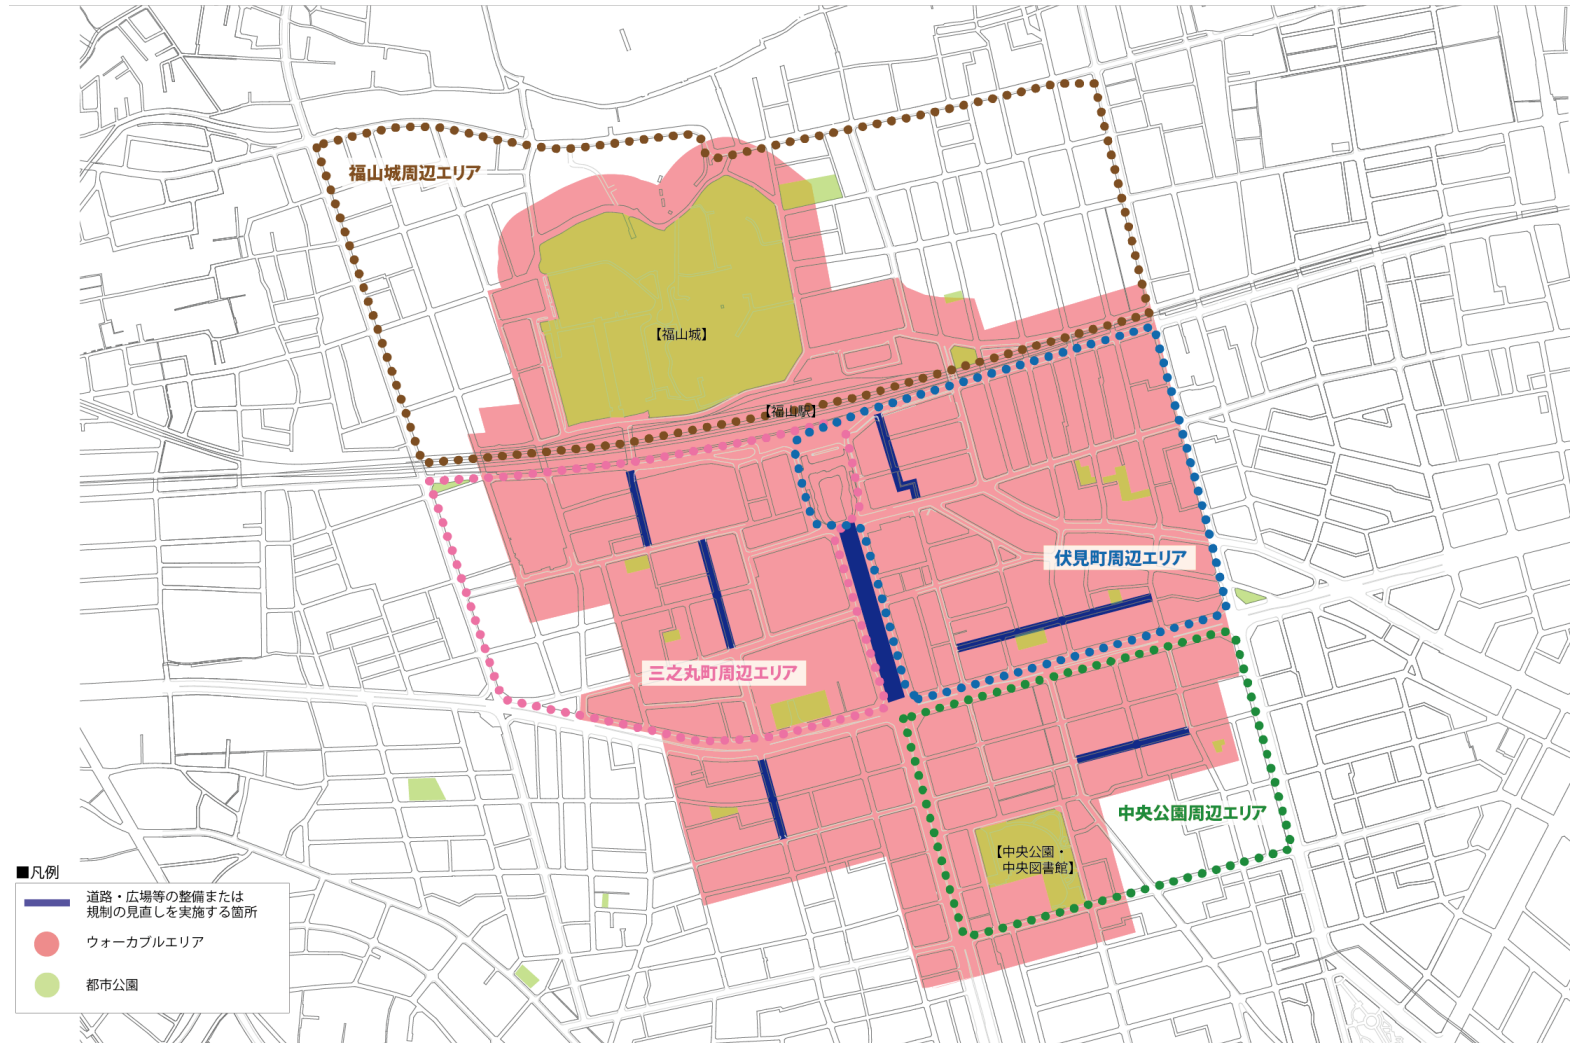 福山城周辺エリア
【福山城】
【福山駅】
伏見町周辺エリア
三之丸町周辺エリア
中央公園周辺エリア
【中央公園・
中央図書館】
■凡例
道路・広場等の整備または
規制の見直しを実施する箇所
ウォーカブルエリア
都市公園